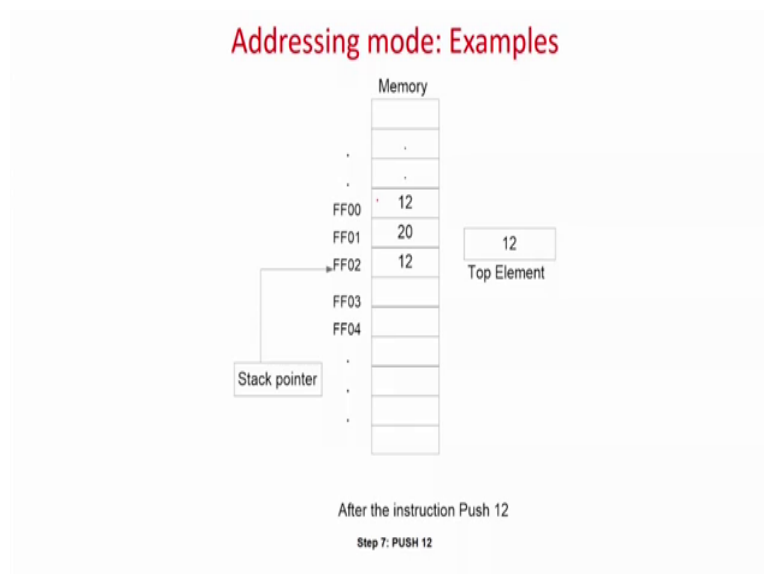 Addressing mode: Examples
Memory
.
.
.
.
FF00 12
FF01 20
FF02 12
12
Top Element
FF03
FF04
Stack pointer
.
.
.
After the instruction Push 12
Step 7: PUSH 12